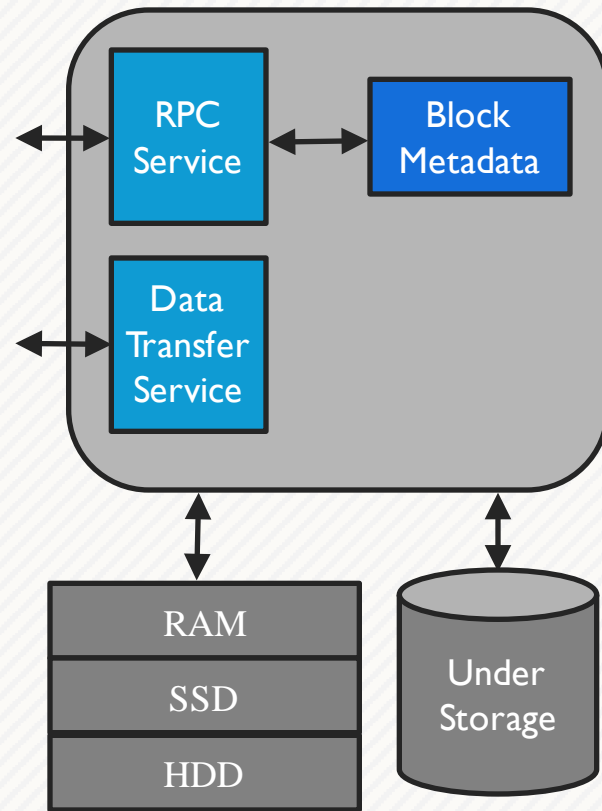 RPC
Service
Block
Metadata
Data
Transfer
Service
RAM
SSD
HDD
Under
Storage